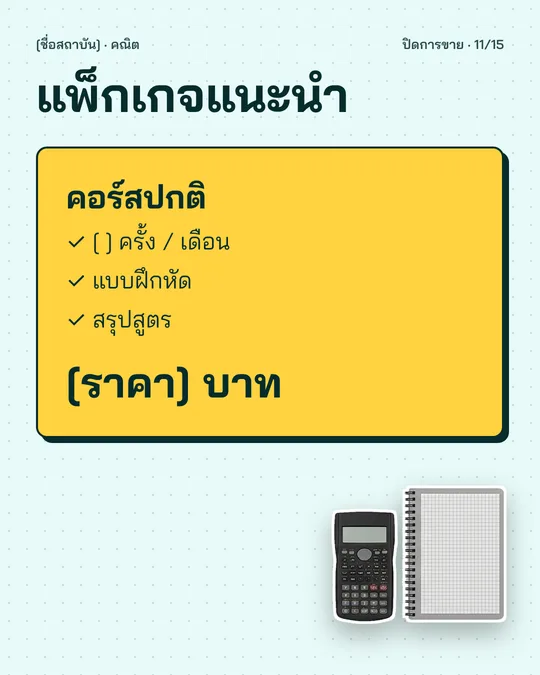 [ชื่อสถาบัน] · คณิต
ปิดการขาย · 11/15
แพ็กเกจแนะนำ
คอร์สปกติ
✓ [ ] ครั้ง / เดือน
✓ แบบฝึกหัด
✓ สรุปสูตร
[ราคา] บาท